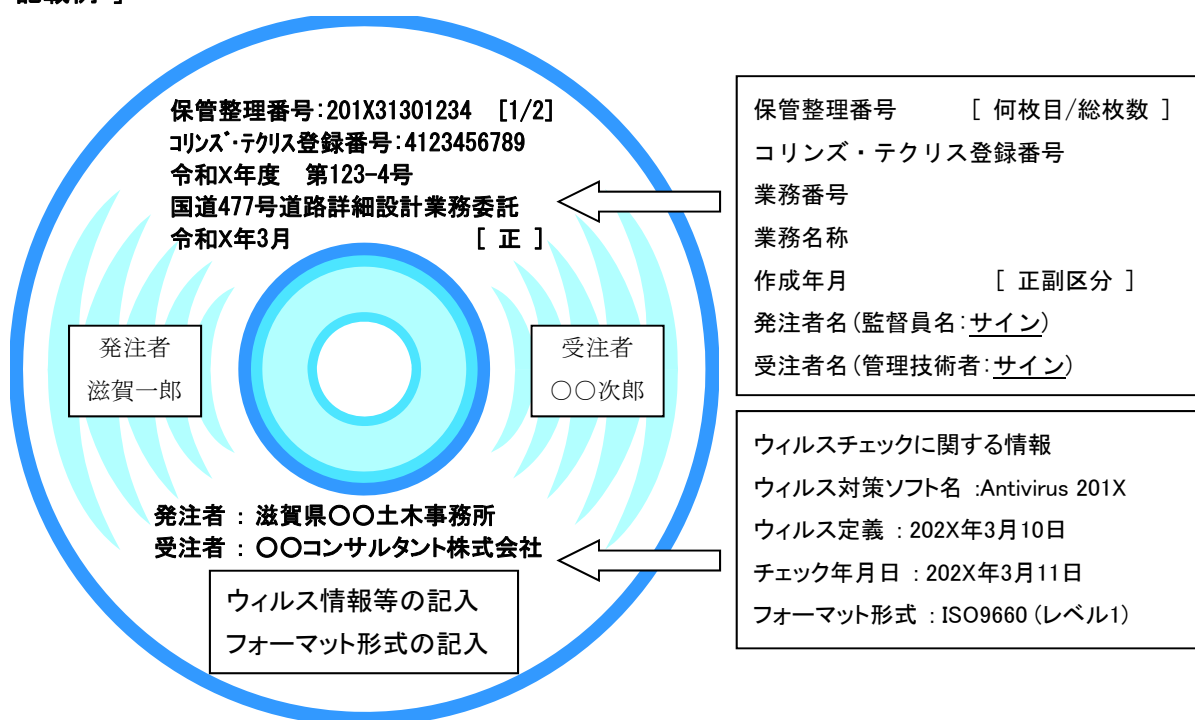 保管整理番号:201X31301234 [1/2]
コリンズ・テクリス登録番号:4123456789
令和X年度 第123-4号
国道477号道路詳細設計業務委託
令和X年3月 [ 正 ]
発注者
滋賀一郎
受注者
〇〇次郎
発注者 : 滋賀県〇〇土木事務所
受注者 : 〇〇コンサルタント株式会社
ウィルス情報等の記入
フォーマット形式の記入
保管整理番号 [ 何枚目/総枚数 ]
コリンズ・テクリス登録番号
業務番号
業務名称
作成年月 [ 正副区分 ]
発注者名(監督員名:サイン)
受注者名(管理技術者:サイン)
ウィルスチェックに関する情報
ウィルス対策ソフト名 :Antivirus 201X
ウィルス定義 : 202X年3月10日
チェック年月日 : 202X年3月11日
フォーマット形式 : ISO9660 (レベル1)